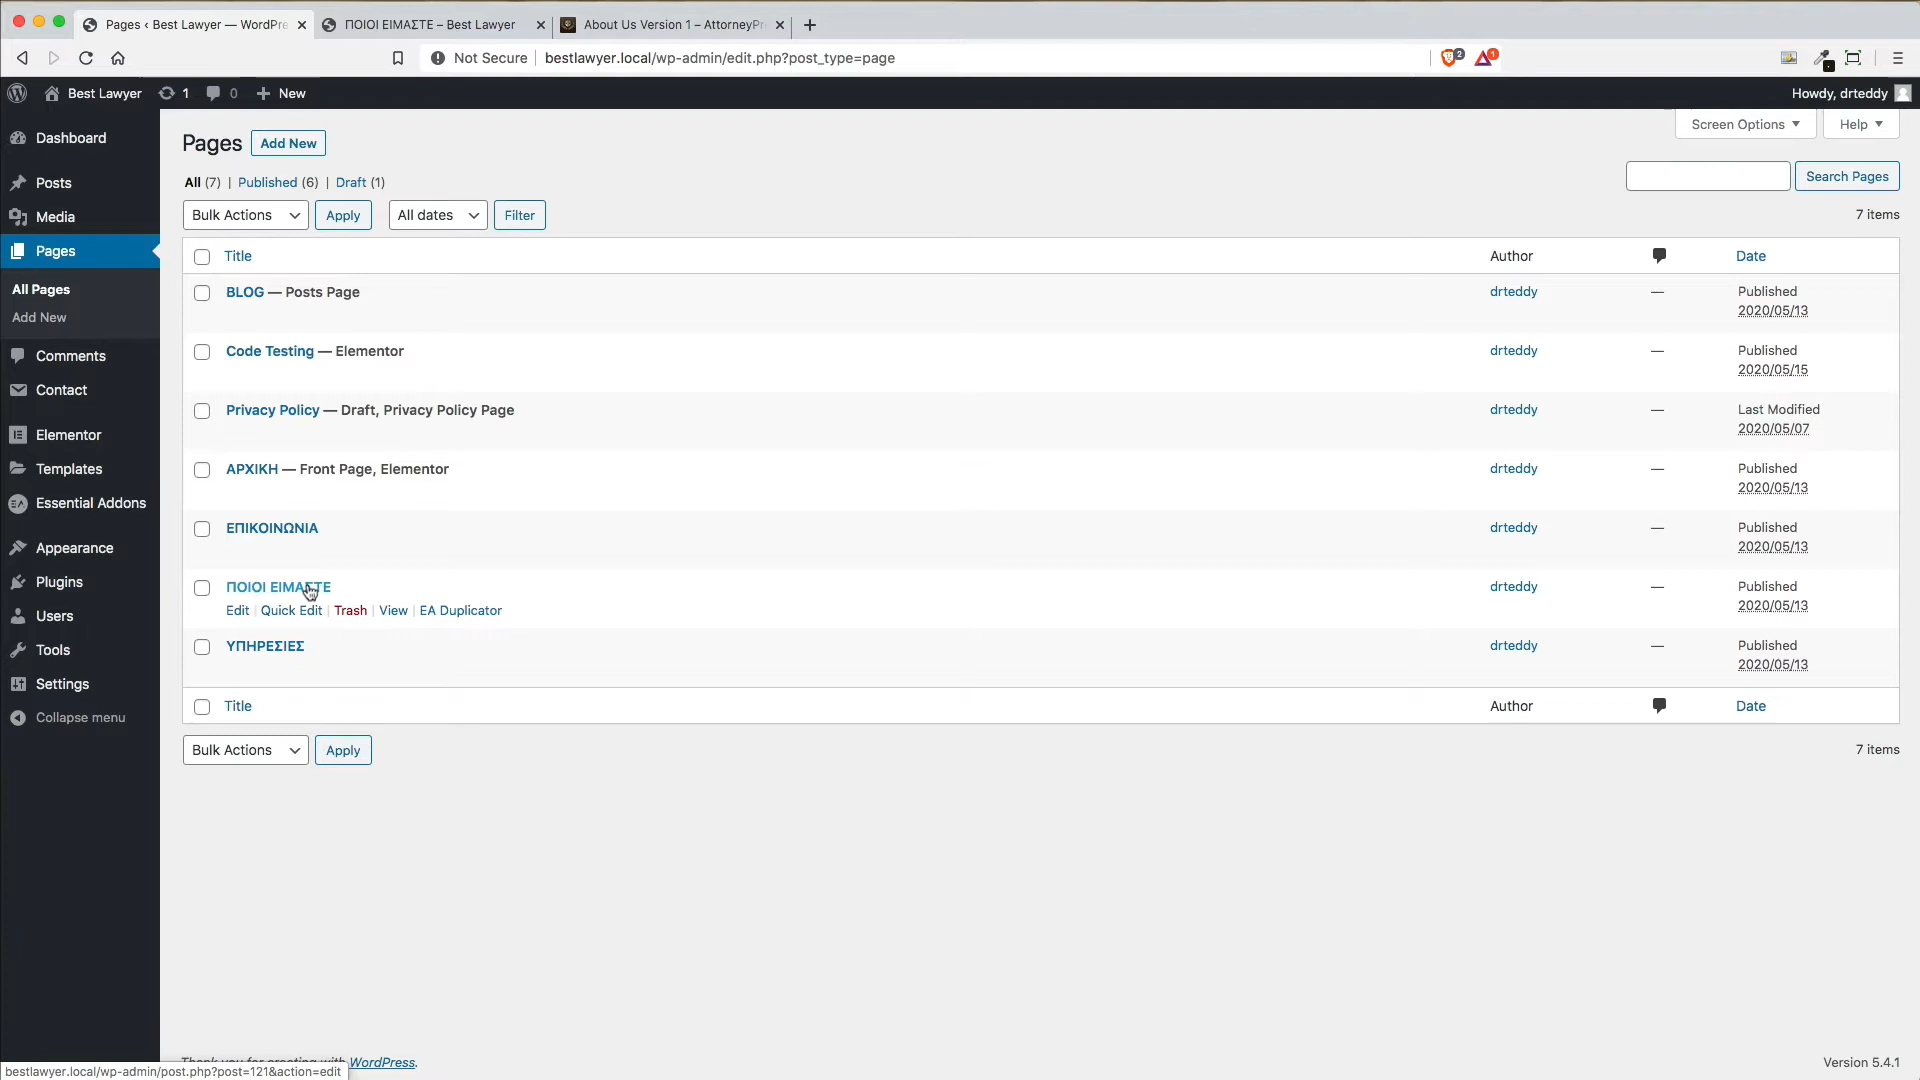 Pages ‹ Best Lawyer — WordPre
ΠΟΙΟΙ ΕΙΜΑΣΤΕ – Best Lawyer
About Us Version 1 – AttorneyPr
Not Secure
bestlawyer.local/wp-admin/edit.php?post_type=page
2
1
Best Lawyer
1
0
New
Howdy, drteddy
Dashboard
Posts
Media
Pages
All Pages
Add New
Comments
Contact
Elementor
Templates
Essential Addons
Appearance
Plugins
Users
Tools
Settings
Collapse menu
Screen Options
Help
Pages
Add New
All (7) | Published (6) | Draft (1)
Search Pages
Bulk Actions
Apply
All dates
Filter
7 items
Title
Author
Date
BLOG — Posts Page
drteddy
—
Published
2020/05/13
Code Testing — Elementor
drteddy
—
Published
2020/05/15
Privacy Policy — Draft, Privacy Policy Page
drteddy
—
Last Modified
2020/05/07
ΑΡΧΙΚΗ — Front Page, Elementor
drteddy
—
Published
2020/05/13
ΕΠΙΚΟΙΝΩΝΙΑ
drteddy
—
Published
2020/05/13
ΠΟΙΟΙ ΕΙΜΑΣΤΕ
drteddy
—
Published
2020/05/13
Edit | Quick Edit | Trash | View | EA Duplicator
ΥΠΗΡΕΣΙΕΣ
drteddy
—
Published
2020/05/13
Title
Author
Date
Bulk Actions
Apply
7 items
Thank you for creating with WordPress.
Version 5.4.1
bestlawyer.local/wp-admin/post.php?post=121&action=edit